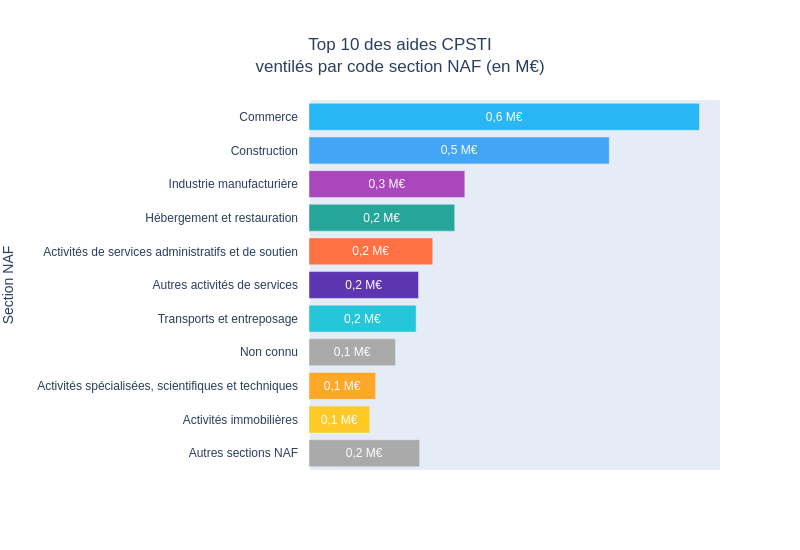 Top 10 des aides CPSTI
ventilés par code section NAF (en M€)
Section NAF
Commerce 0,6 M€
Construction 0,5 M€
Industrie manufacturière 0,3 M€
Hébergement et restauration 0,2 M€
Activités de services administratifs et de soutien 0,2 M€
Autres activités de services 0,2 M€
Transports et entreposage 0,2 M€
Non connu 0,1 M€
Activités spécialisées, scientifiques et techniques 0,1 M€
Activités immobilières 0,1 M€
Autres sections NAF 0,2 M€